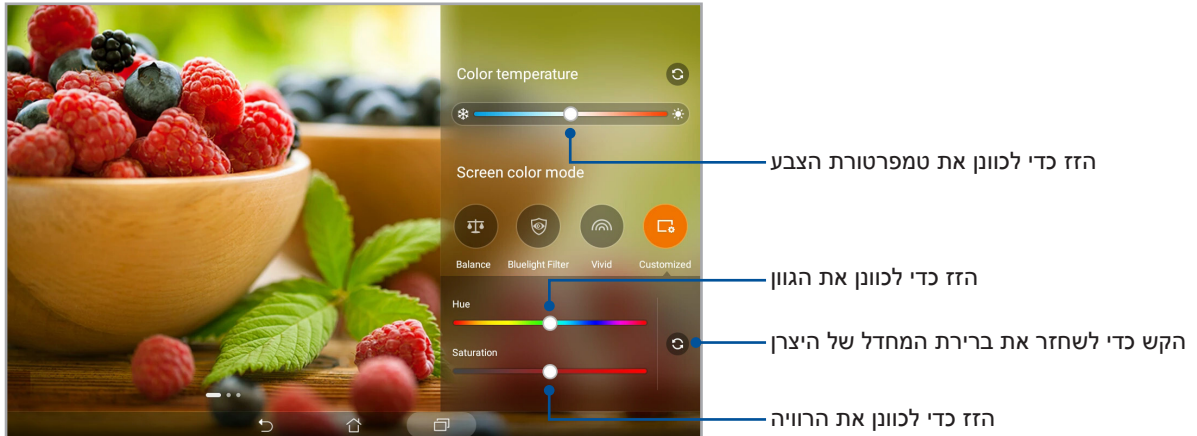 Color temperature
הזז כדי לכוונן את טמפרטורת הצבע
Screen color mode
Balance
Bluelight Filter
Vivid
Customized
הזז כדי לכוונן את הגוון
Hue
הקש כדי לשחזר את ברירת המחדל של היצרן
Saturation
הזז כדי לכוונן את הרוויה